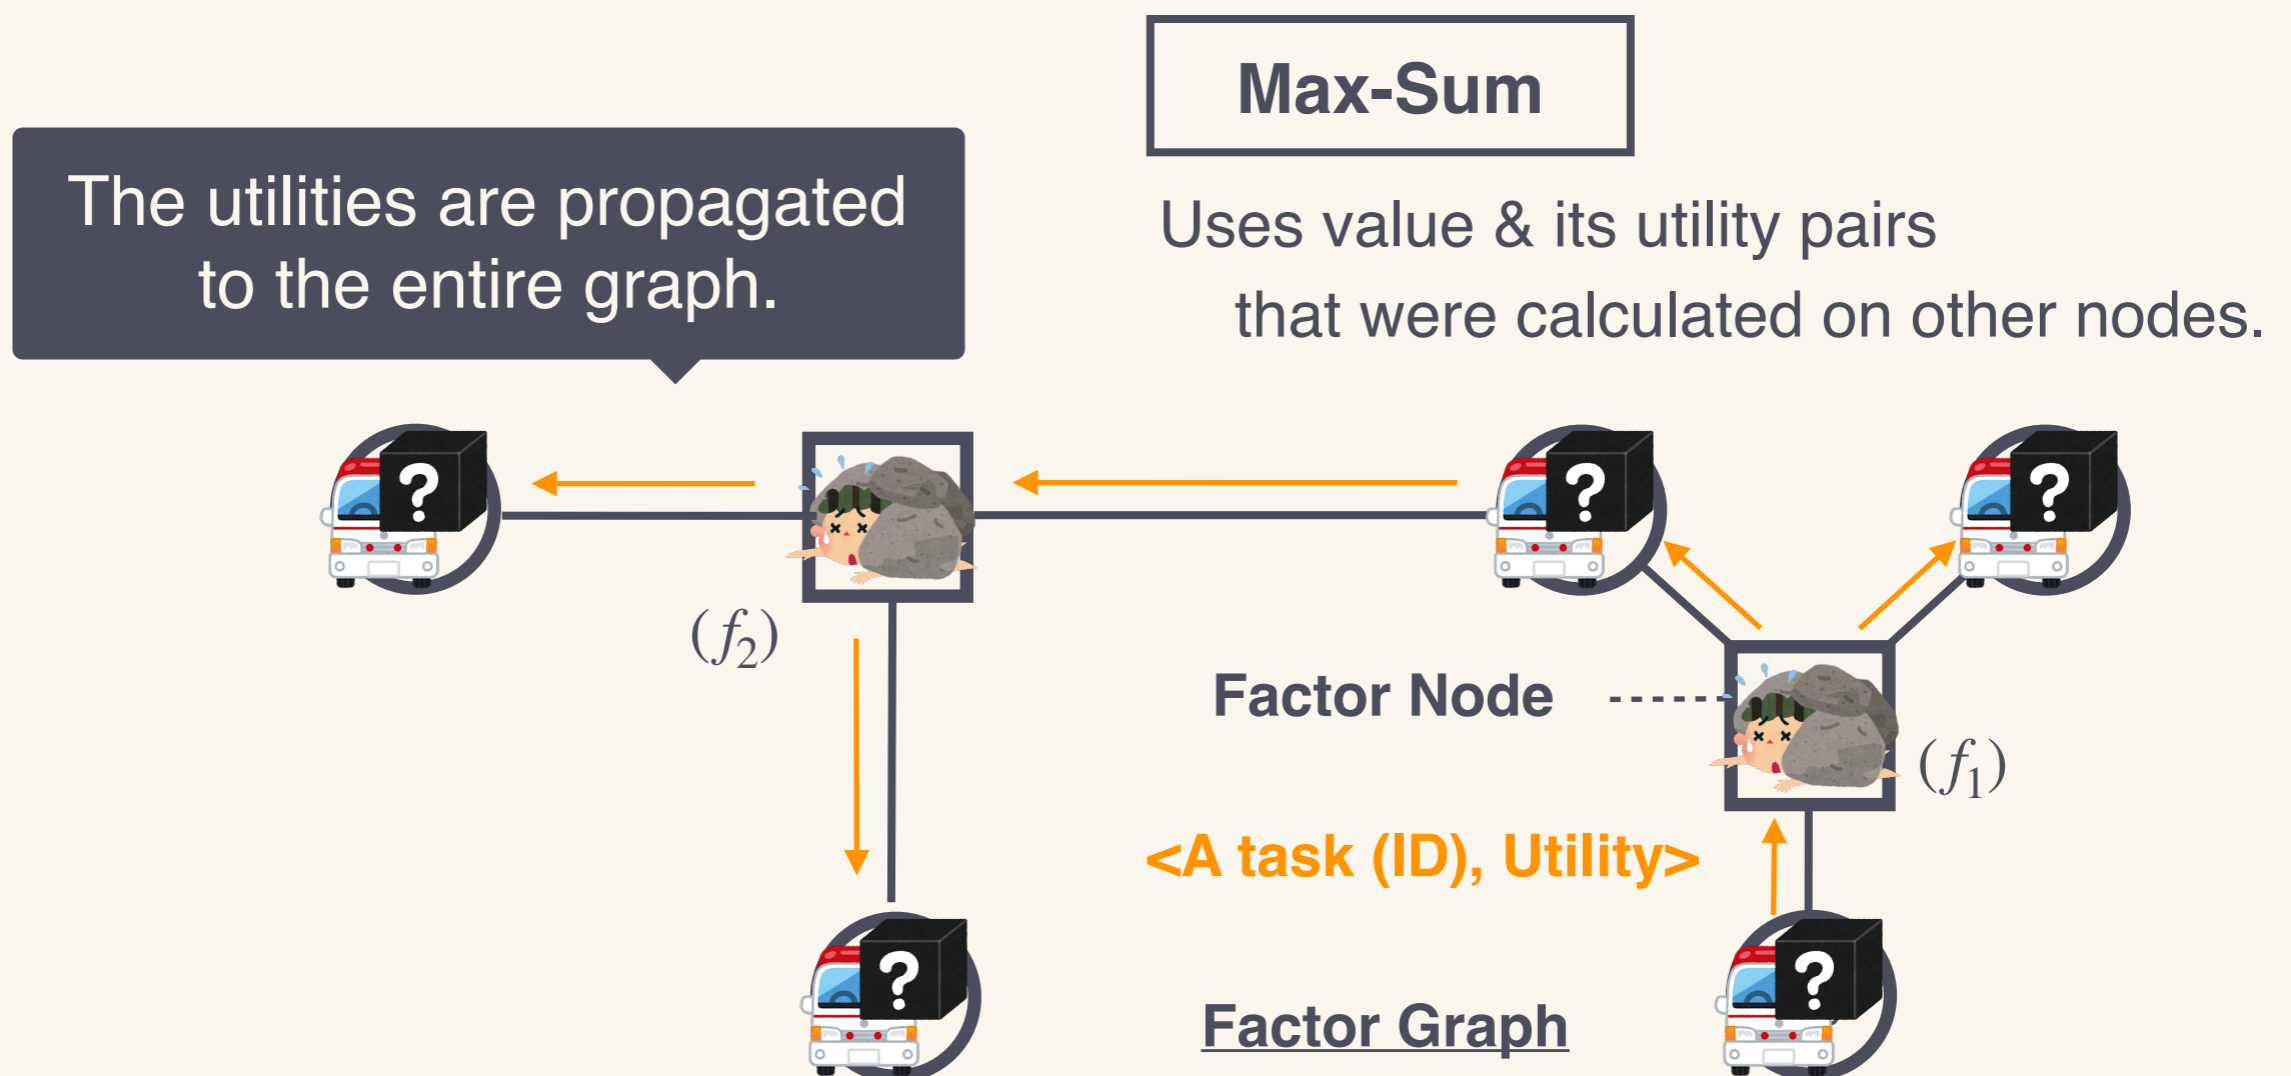 Max-Sum
The utilities are propagated
to the entire graph.
Uses value & its utility pairs
that were calculated on other nodes.
?
?
?
(f₂)
Factor Node
(f₁)
<A task (ID), Utility>
?
?
Factor Graph